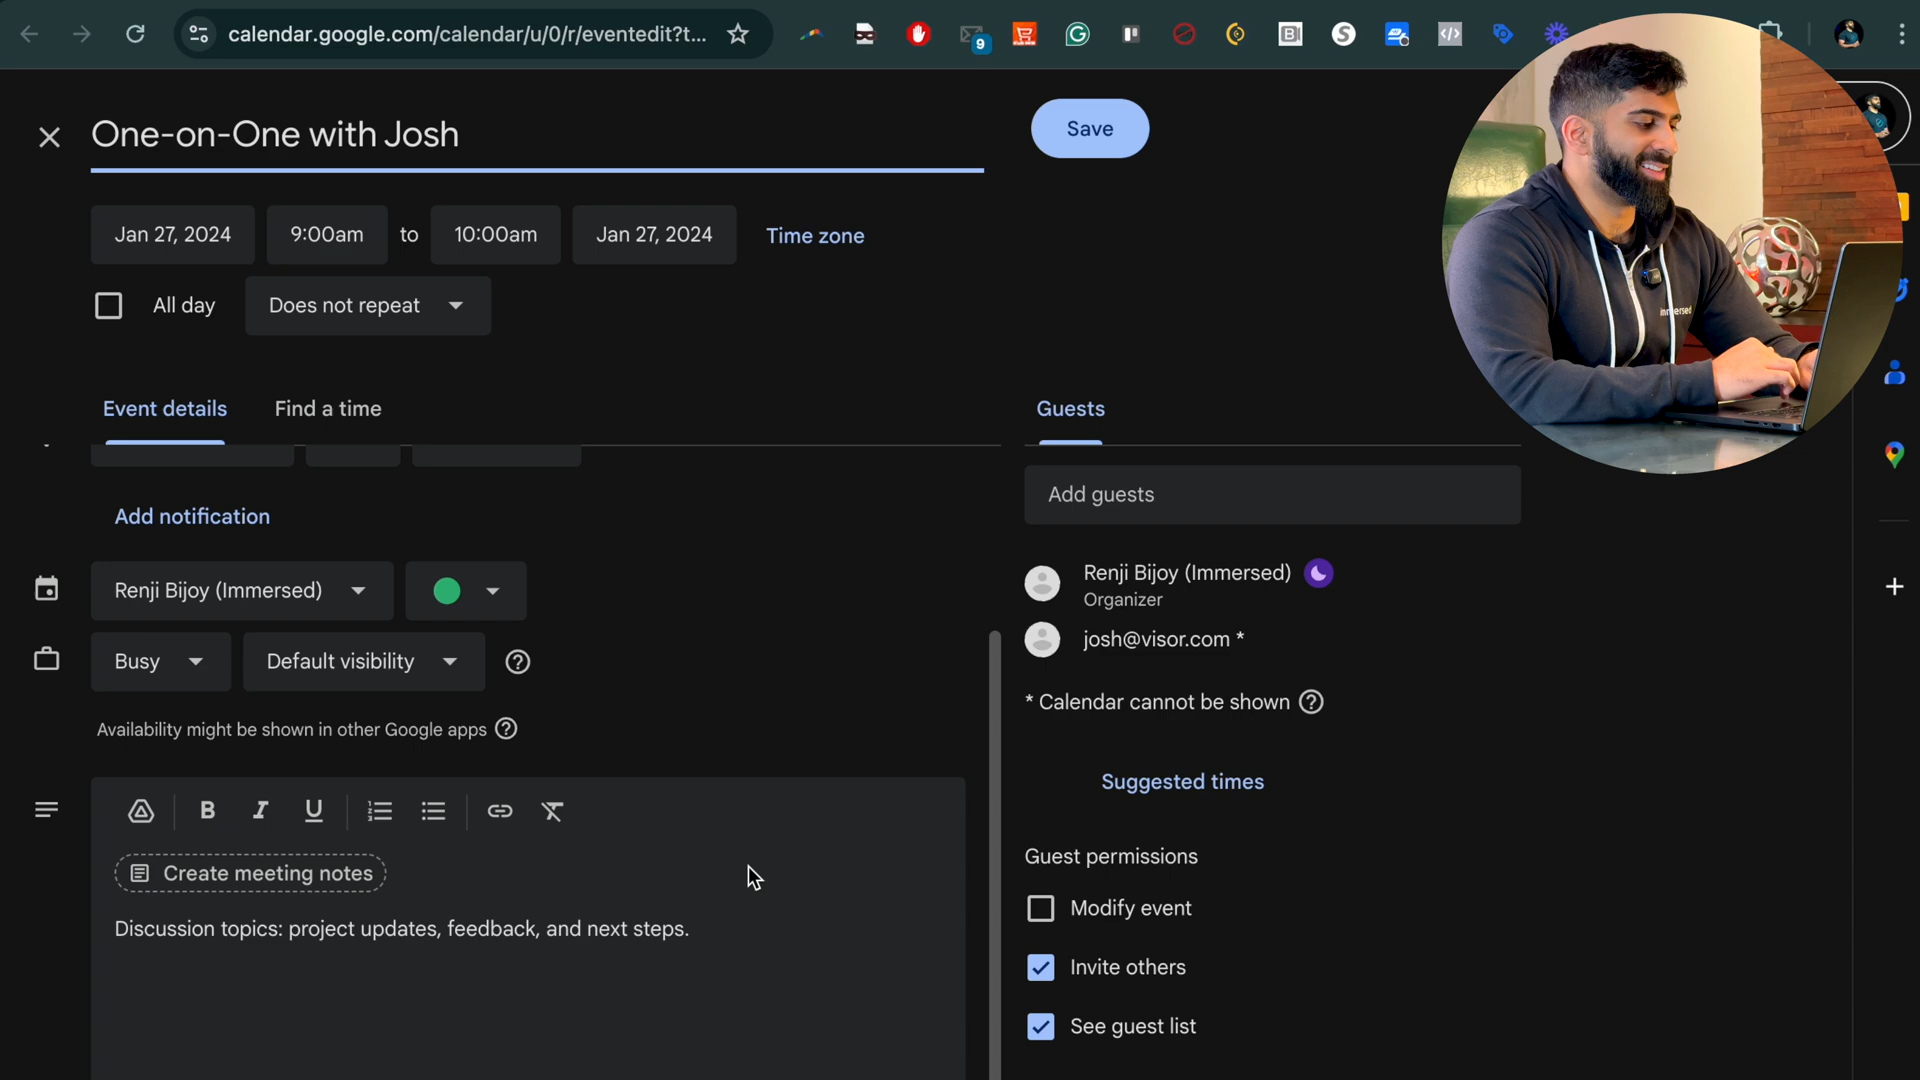 calendar.google.com/calendar/u/0/r/eventedit?t...
9
One-on-One with Josh
Save
Jan 27, 2024 9:00am to 10:00am Jan 27, 2024 Time zone
All day Does not repeat
Event details Find a time
Guests
Add guests
Add notification
Renji Bijoy (Immersed)
Busy Default visibility
Availability might be shown in other Google apps
Create meeting notes
Discussion topics: project updates, feedback, and next steps.
Renji Bijoy (Immersed)
Organizer
josh@visor.com *
* Calendar cannot be shown
Suggested times
Guest permissions
Modify event
Invite others
See guest list
immersed